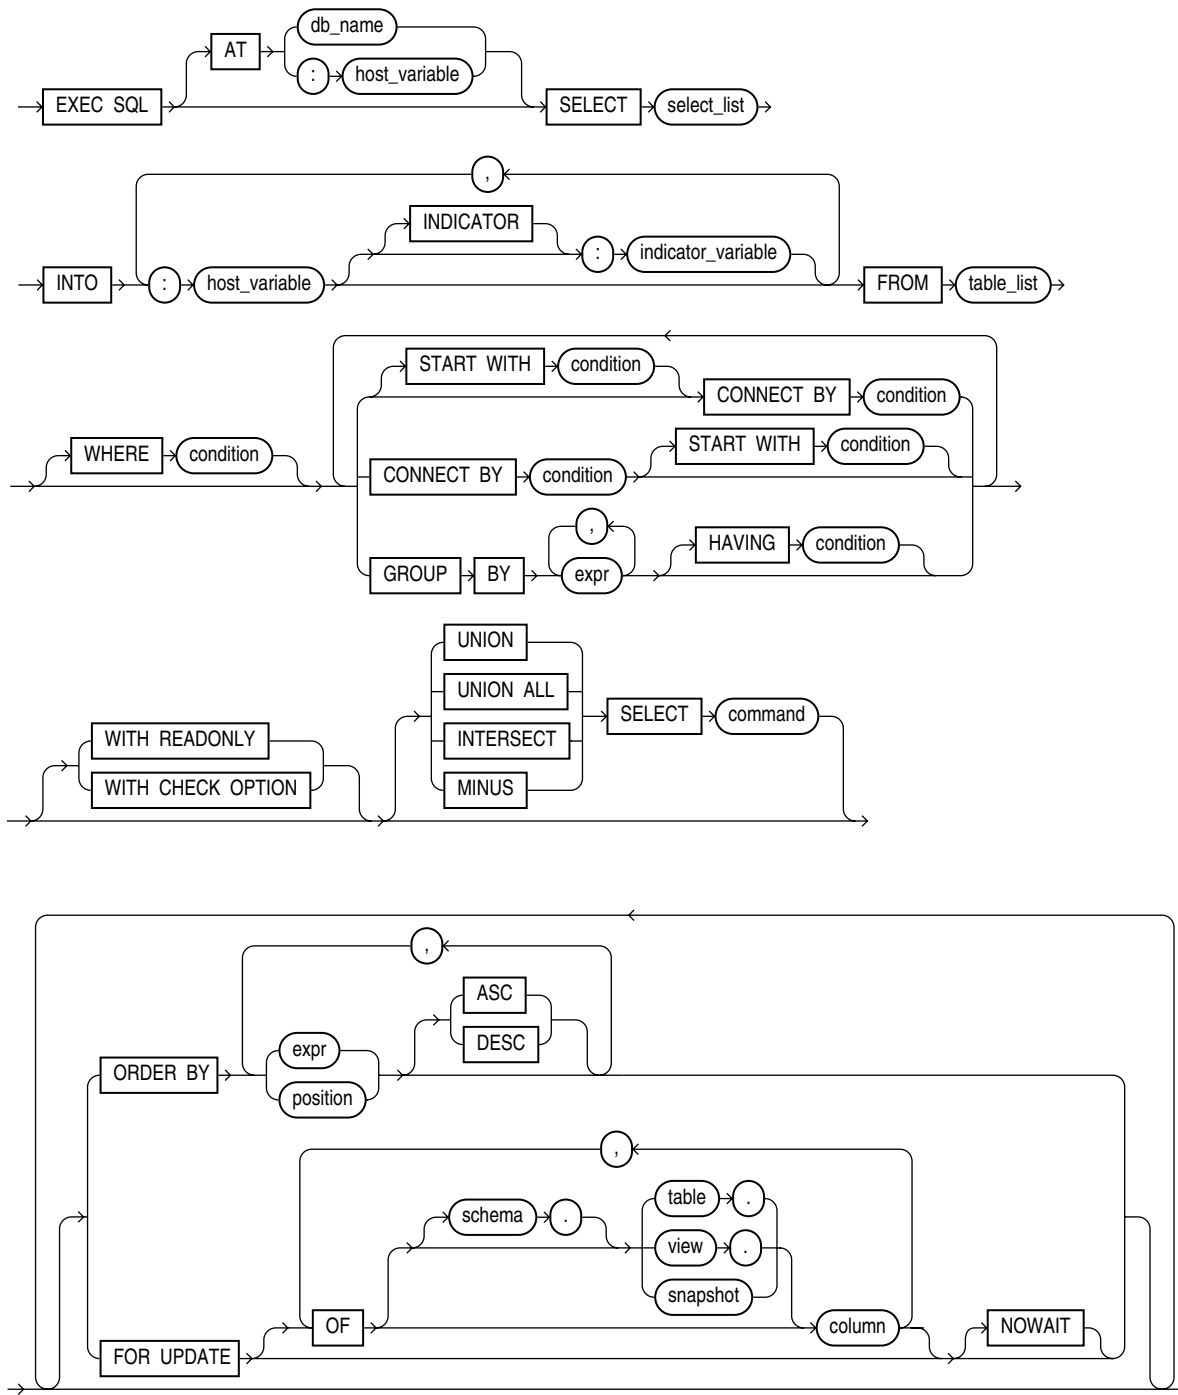 db_name
AT
: host_variable
EXEC SQL SELECT select_list
,
INDICATOR
: indicator_variable
INTO : host_variable FROM table_list
START WITH condition
CONNECT BY condition
START WITH condition
WHERE condition
CONNECT BY condition
,
HAVING condition
GROUP BY expr
UNION
UNION ALL
SELECT command
WITH READONLY INTERSECT
WITH CHECK OPTION MINUS
,
ASC
DESC
expr
ORDER BY
position
,
table .
schema .
view .
snapshot
OF column NOWAIT
FOR UPDATE